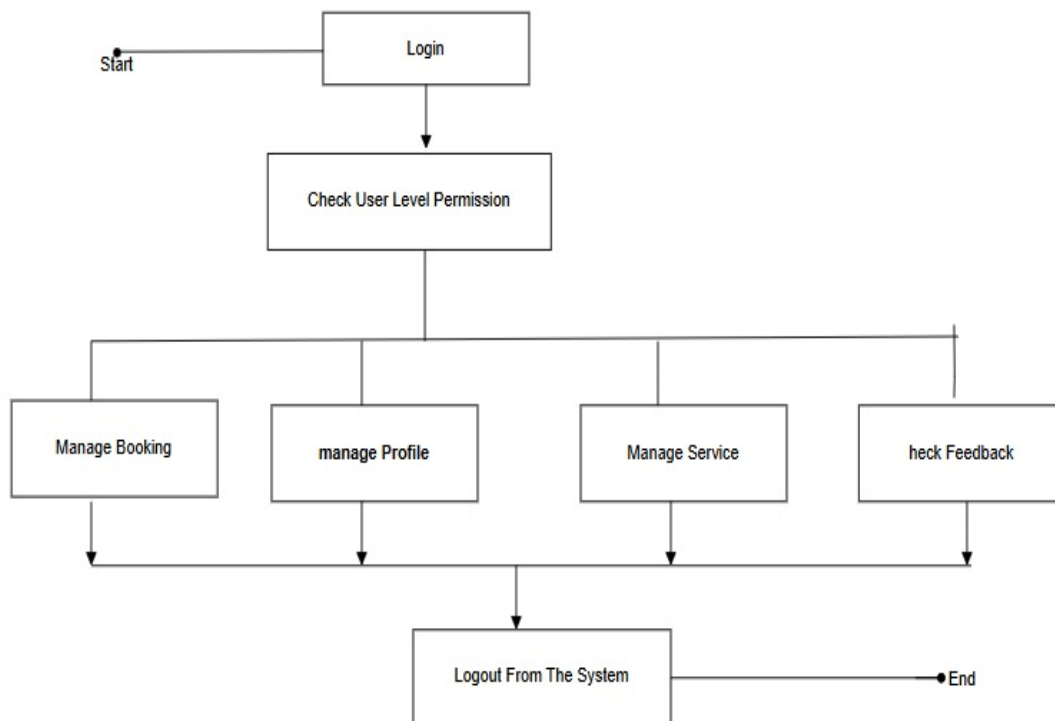 Login
Start
Check User Level Permission
Manage Booking
manage Profile
Manage Service
heck Feedback
Logout From The System
End